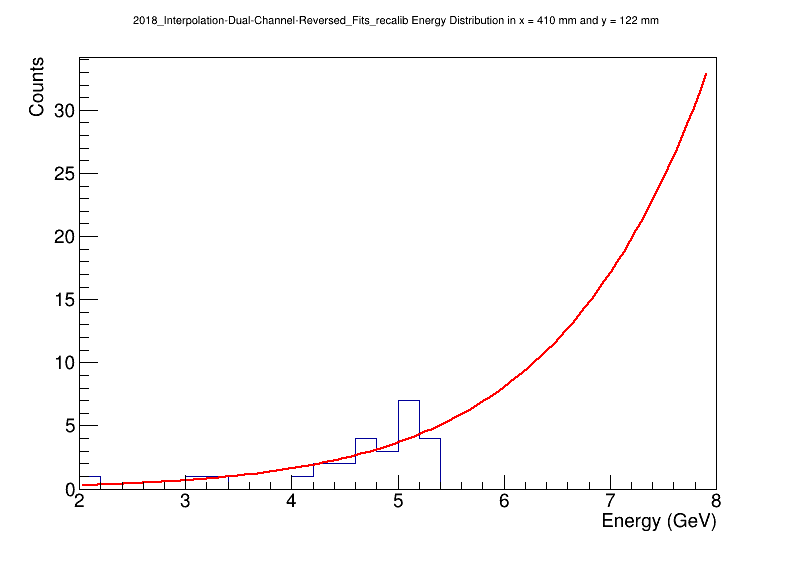 2018_Interpolation-Dual-Channel-Reversed_Fits_recalib Energy Distribution in x = 410 mm and y = 122 mm
Counts
30
25
20
15
10
5
0
2 3 4 5 6 7 8
Energy (GeV)